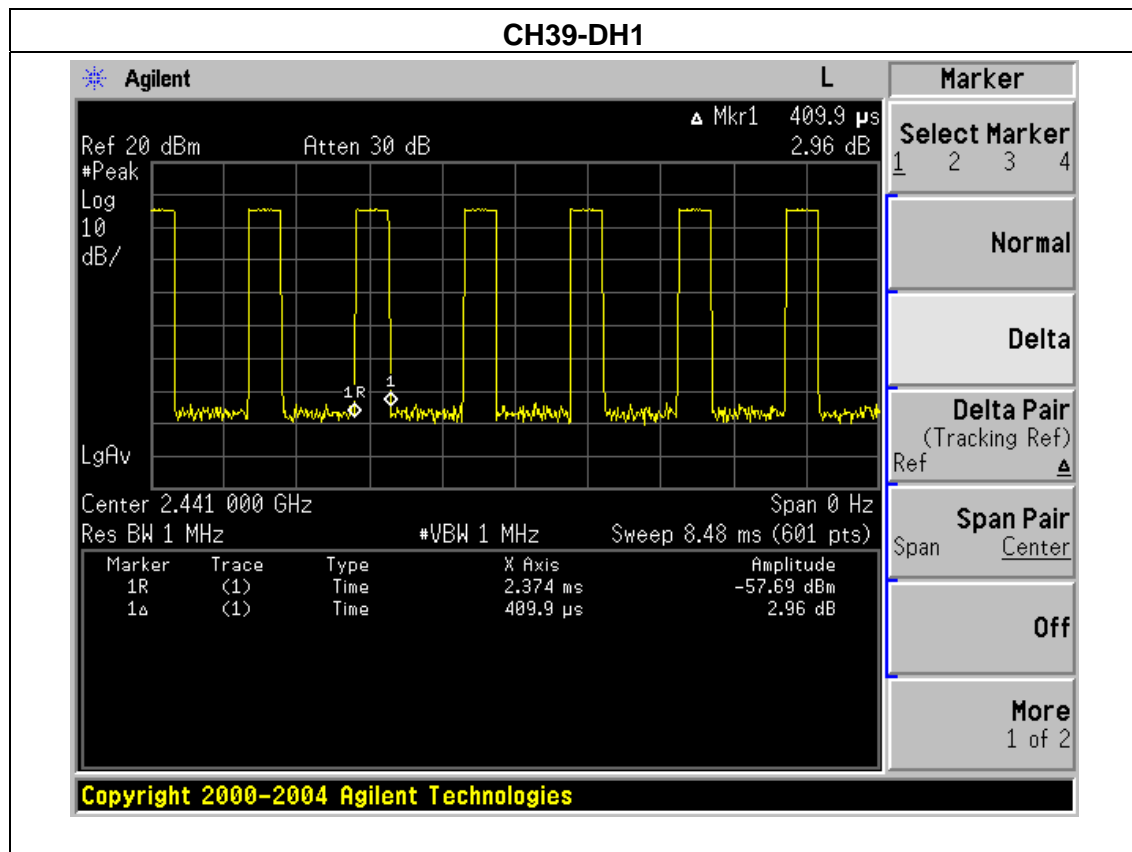 CH39-DH1
Agilent L
Δ Mkr1 409.9 µs
Ref 20 dBm Atten 30 dB 2.96 dB
#Peak
Log
10
dB/
1R 1
LgAv
Center 2.441 000 GHz Span 0 Hz
Res BW 1 MHz #VBW 1 MHz Sweep 8.48 ms (601 pts)
Marker Trace Type X Axis Amplitude
1R (1) Time 2.374 ms -57.69 dBm
1Δ (1) Time 409.9 µs 2.96 dB
Marker
Select Marker
1 2 3 4
Normal
Delta
Delta Pair
(Tracking Ref)
Ref Δ
Span Pair
Span Center
Off
More
1 of 2
Copyright 2000-2004 Agilent Technologies